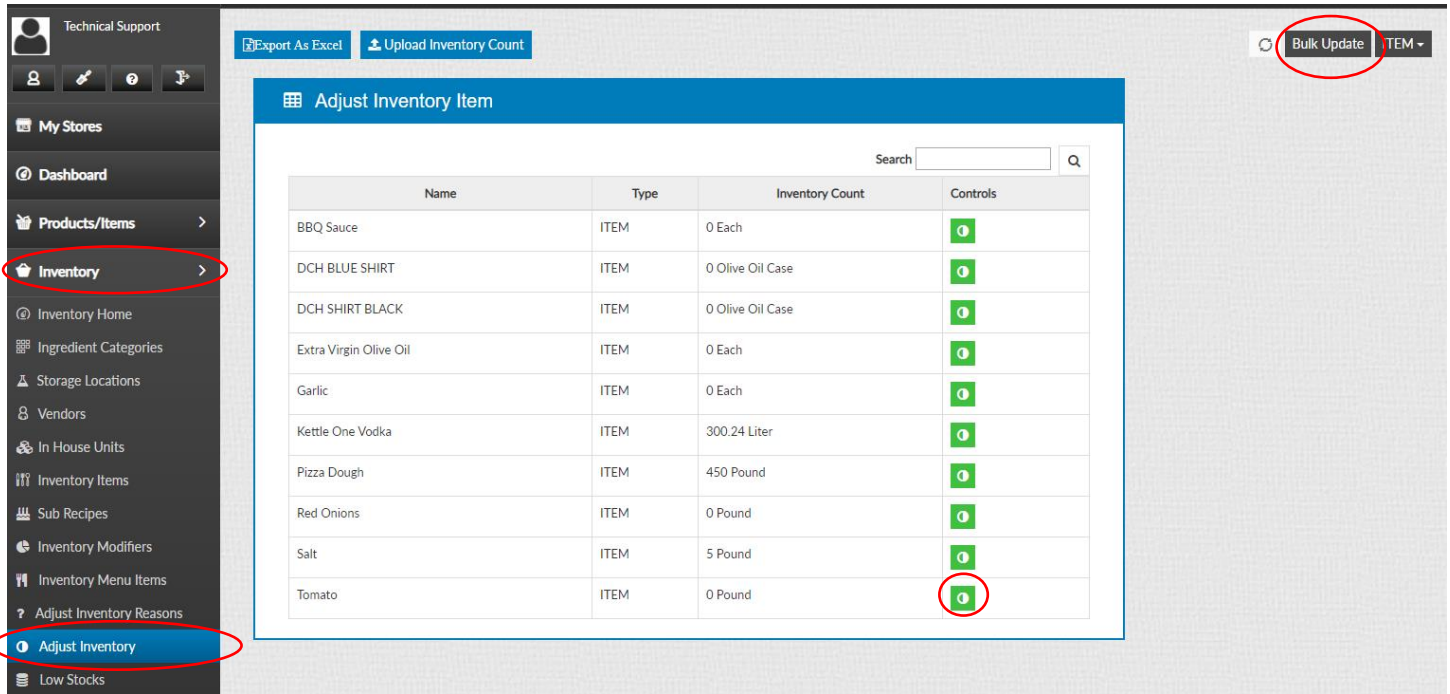 Technical Support
Export As Excel
Upload Inventory Count
Bulk Update
ITEM
My Stores
Dashboard
Products/Items
Inventory
Inventory Home
Ingredient Categories
Storage Locations
Vendors
In House Units
Inventory Items
Sub Recipes
Inventory Modifiers
Inventory Menu Items
? Adjust Inventory Reasons
Adjust Inventory
Low Stocks
Adjust Inventory Item
Search
Name Type Inventory Count Controls
BBQ Sauce ITEM 0 Each
DCH BLUE SHIRT ITEM 0 Olive Oil Case
DCH SHIRT BLACK ITEM 0 Olive Oil Case
Extra Virgin Olive Oil ITEM 0 Each
Garlic ITEM 0 Each
Kettle One Vodka ITEM 300.24 Liter
Pizza Dough ITEM 450 Pound
Red Onions ITEM 0 Pound
Salt ITEM 5 Pound
Tomato ITEM 0 Pound